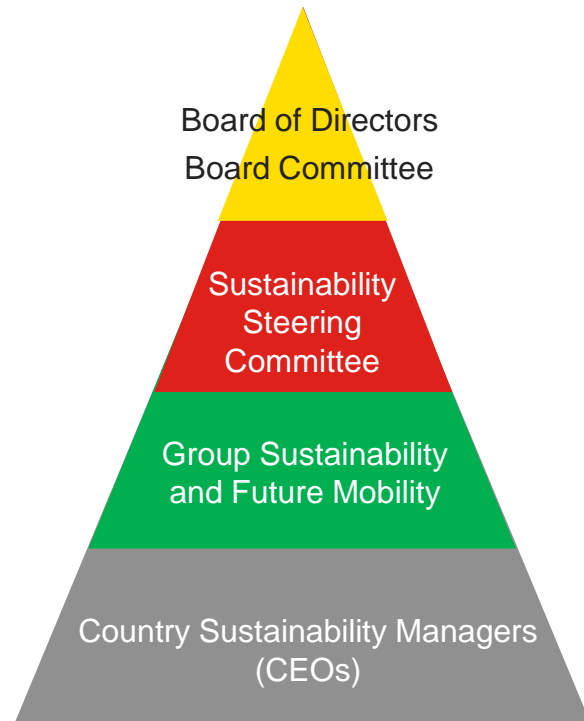 Board of Directors
Board Committee
Sustainability
Steering
Committee
Group Sustainability
and Future Mobility
Country Sustainability Managers
(CEOs)